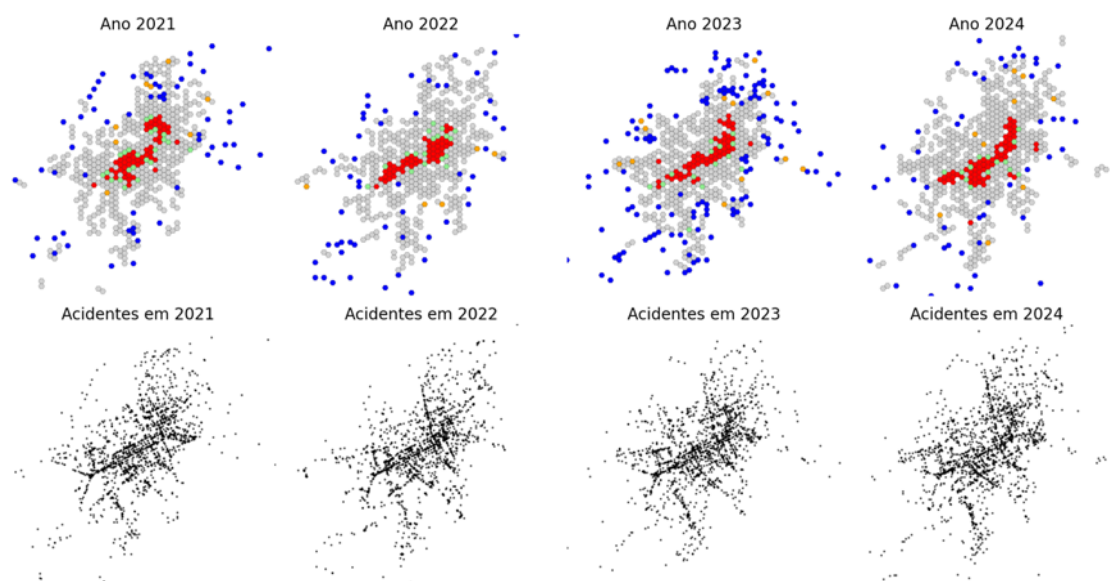 Ano 2021
Ano 2022
Ano 2023
Ano 2024
Acidentes em 2021
Acidentes em 2022
Acidentes em 2023
Acidentes em 2024